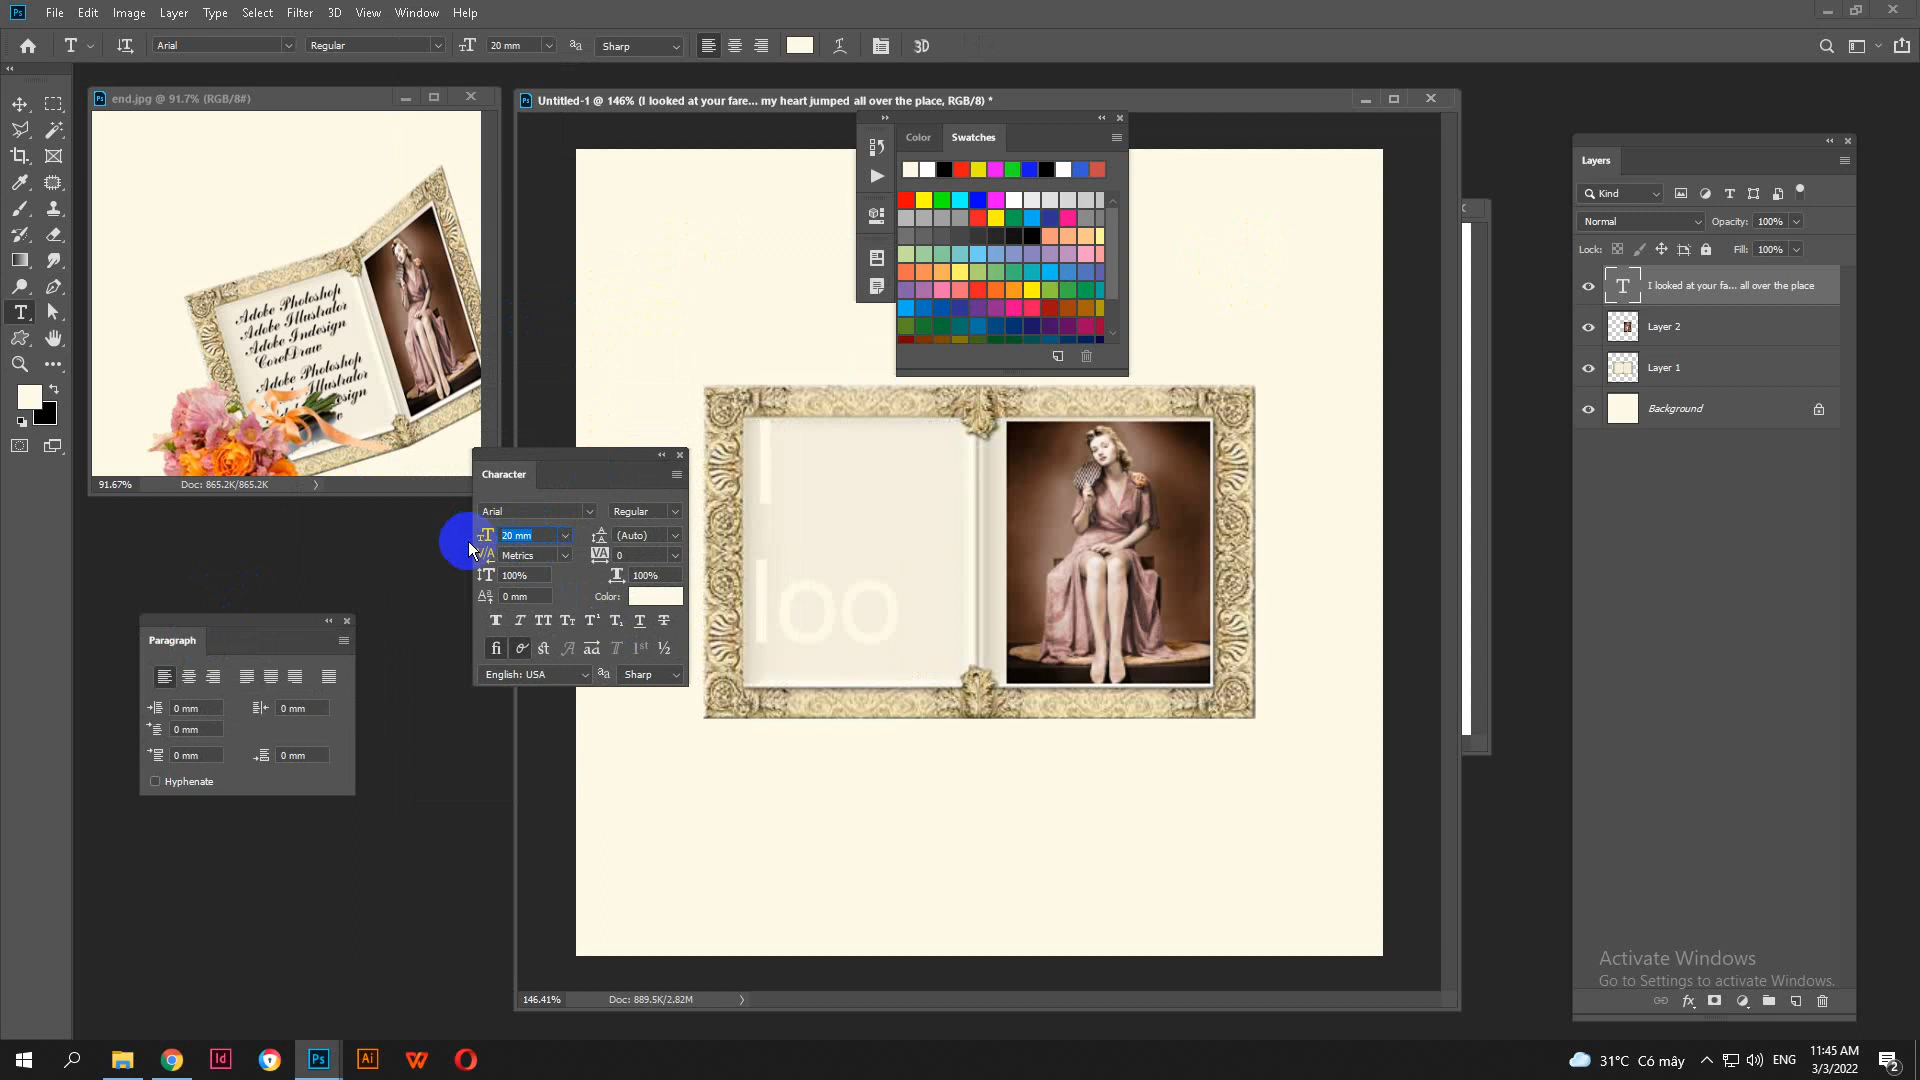 File Edit Image Layer Type Select Filter 3D View Window Help
Arial Regular 20 mm Sharp 3D
end.jpg @ 91.7% (RGB/8#)
Untitled-1 @ 146% (I looked at your fare... my heart jumped all over the place, RGB/8) *
Color Swatches
Layers
Kind
Normal Opacity: 100%
Lock: Fill: 100%
I looked at your fa... all over the place
Layer 2
Layer 1
Background
Adobe Photoshop
Adobe Illustrator
Adobe Indesign
CorelDraw
Adobe Photoshop
91.67% Doc: 865.2K/865.2K
I
loo
Character
Arial Regular
20 mm (Auto)
Metrics 0
100% 100%
0 mm Color:
English: USA Sharp
Paragraph
0 mm 0 mm
0 mm
0 mm 0 mm
Hyphenate
146.41% Doc: 889.5K/2.82M
Activate Windows
Go to Settings to activate Windows.
31°C Có mây ENG 11:45 AM
3/3/2022
2